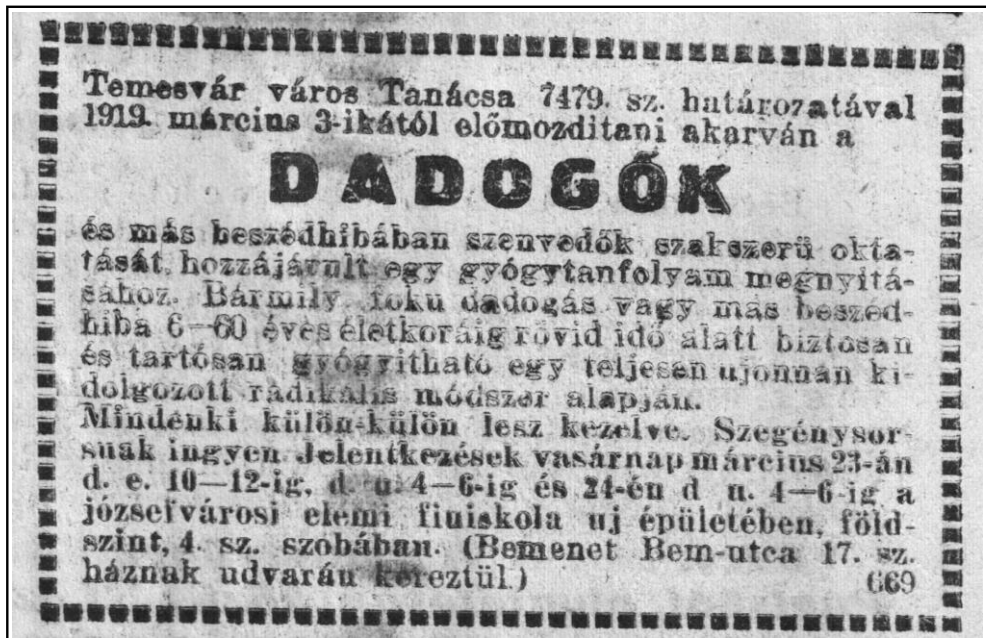 Temesvár város Tanácsa 7479. sz. határozatával
1919. március 3-ikától előmozditani akarván a
DADOGÓK
és más beszédhibában szenvedők szakszerü okta-
tását, hozzájárult egy gyógytanfolyam megnyitá-
sához. Bármily foku dadogás vagy más beszéd-
hiba 6—60 éves életkoráig rövid idő alatt biztosan
és tartósan gyógyitható egy teljesen ujonnan ki-
dolgozott radikális módszer alapján.
Mindenki külön-külön lesz kezelve. Szegénysor-
snak ingyen Jelentkezések vasárnap március 23-án
d. e. 10—12-ig, d. u. 4—6-ig és 24-én d u. 4—6-ig a
józsefvárosi elemi fiuiskola uj épületében, föld-
szint, 4. sz. szobában. (Bemenet Bem-utca 17. sz.
háznak udvarán kereztül.) 669